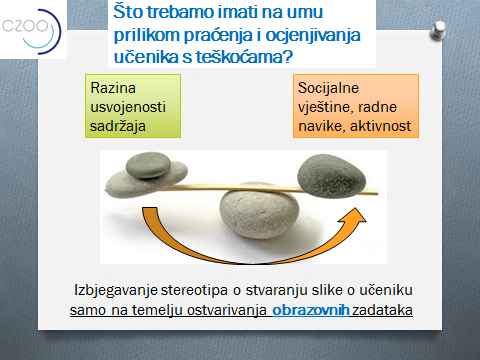 CZOO
Što trebamo imati na umu
prilikom praćenja i ocjenjivanja
učenika s teškoćama?
Razina
usvojenosti
sadržaja
Socijalne
vještine, radne
navike, aktivnost
Izbjegavanje stereotipa o stvaranju slike o učeniku
samo na temelju ostvarivanja obrazovnih zadataka